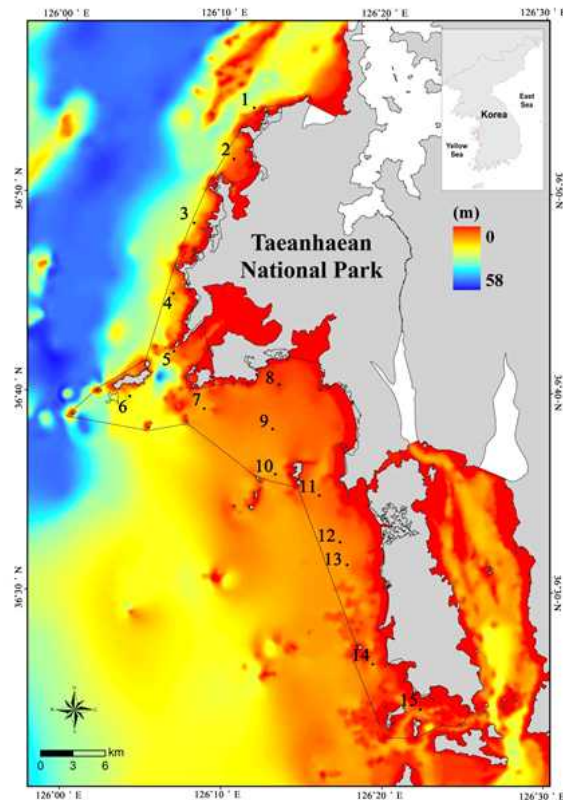 126°00' E
126°10' E
126°20' E
126°30' E
East
Sea
Korea
Yellow
Sea
1
2
36°50'N
36°50'N
3
(m)
0
58
Taeanhaean
National Park
4
5
36°40'N
36°40'N
6
7
8
9
10
11
12
13
36°30'N
36°30'N
14
15
km
0 3 6
126°00' E
126°10' E
126°20' E
126°30' E